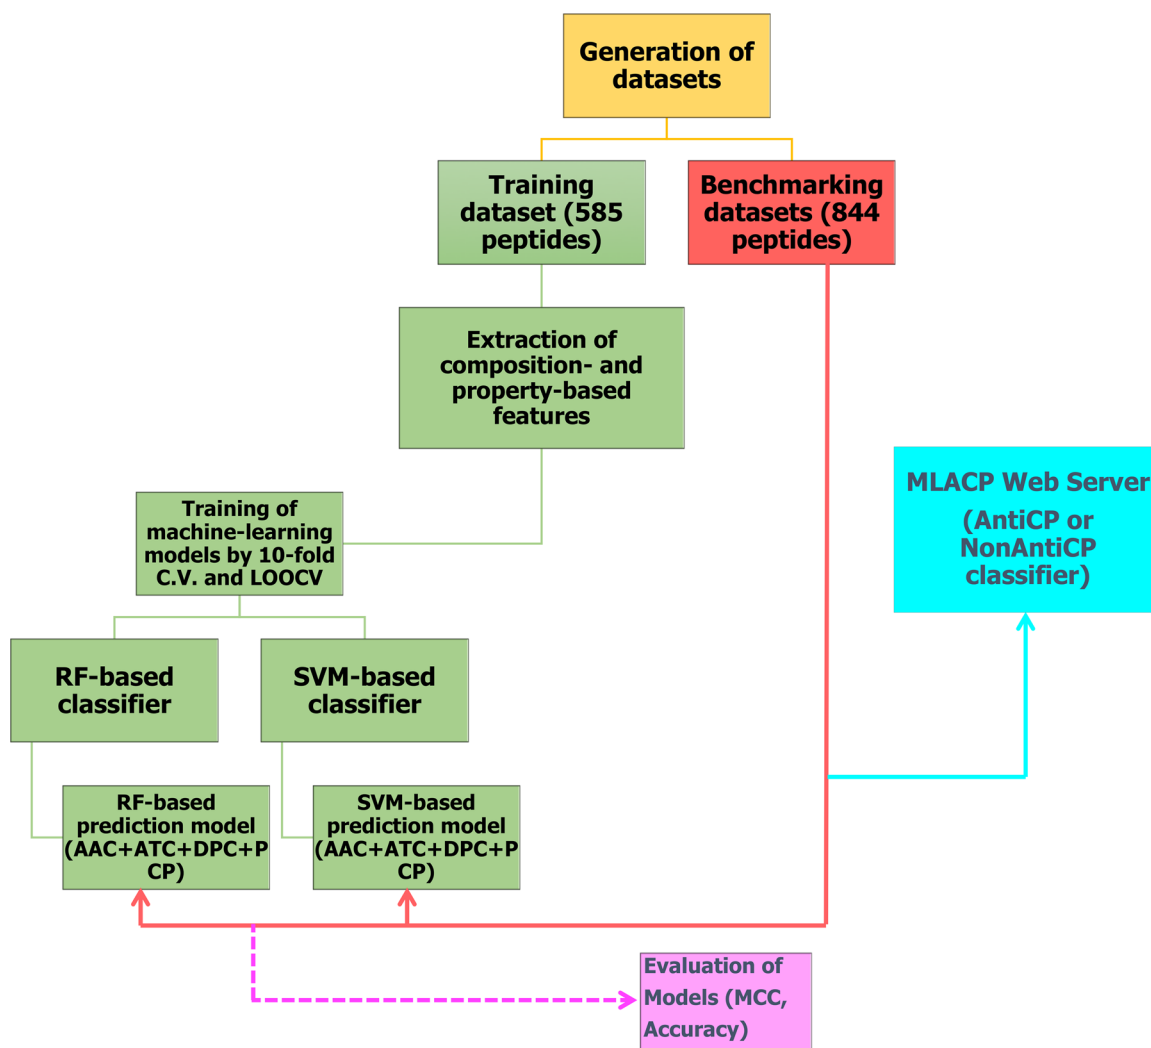 Generation of
datasets
Training
dataset (585
peptides)
Benchmarking
datasets (844
peptides)
Extraction of
composition- and
property-based
features
MLACP Web Server
(AntiCP or
NonAntiCP
classifier)
Training of
machine-learning
models by 10-fold
C.V. and LOOCV
RF-based
classifier
SVM-based
classifier
RF-based
prediction model
(AAC+ATC+DPC+P
CP)
SVM-based
prediction model
(AAC+ATC+DPC+P
CP)
Evaluation of
Models (MCC,
Accuracy)